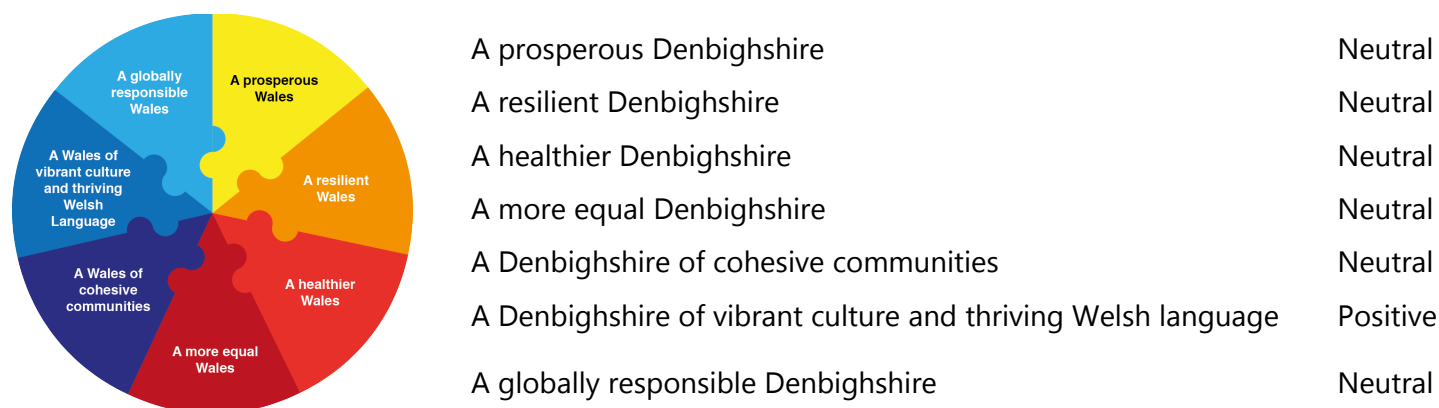 A globally
responsible
Wales
A prosperous
Wales
A Wales of
vibrant culture
and thriving
Welsh
Language
A resilient
Wales
A Wales of
cohesive
communities
A healthier
Wales
A more equal
Wales
A prosperous Denbighshire Neutral
A resilient Denbighshire Neutral
A healthier Denbighshire Neutral
A more equal Denbighshire Neutral
A Denbighshire of cohesive communities Neutral
A Denbighshire of vibrant culture and thriving Welsh language Positive
A globally responsible Denbighshire Neutral